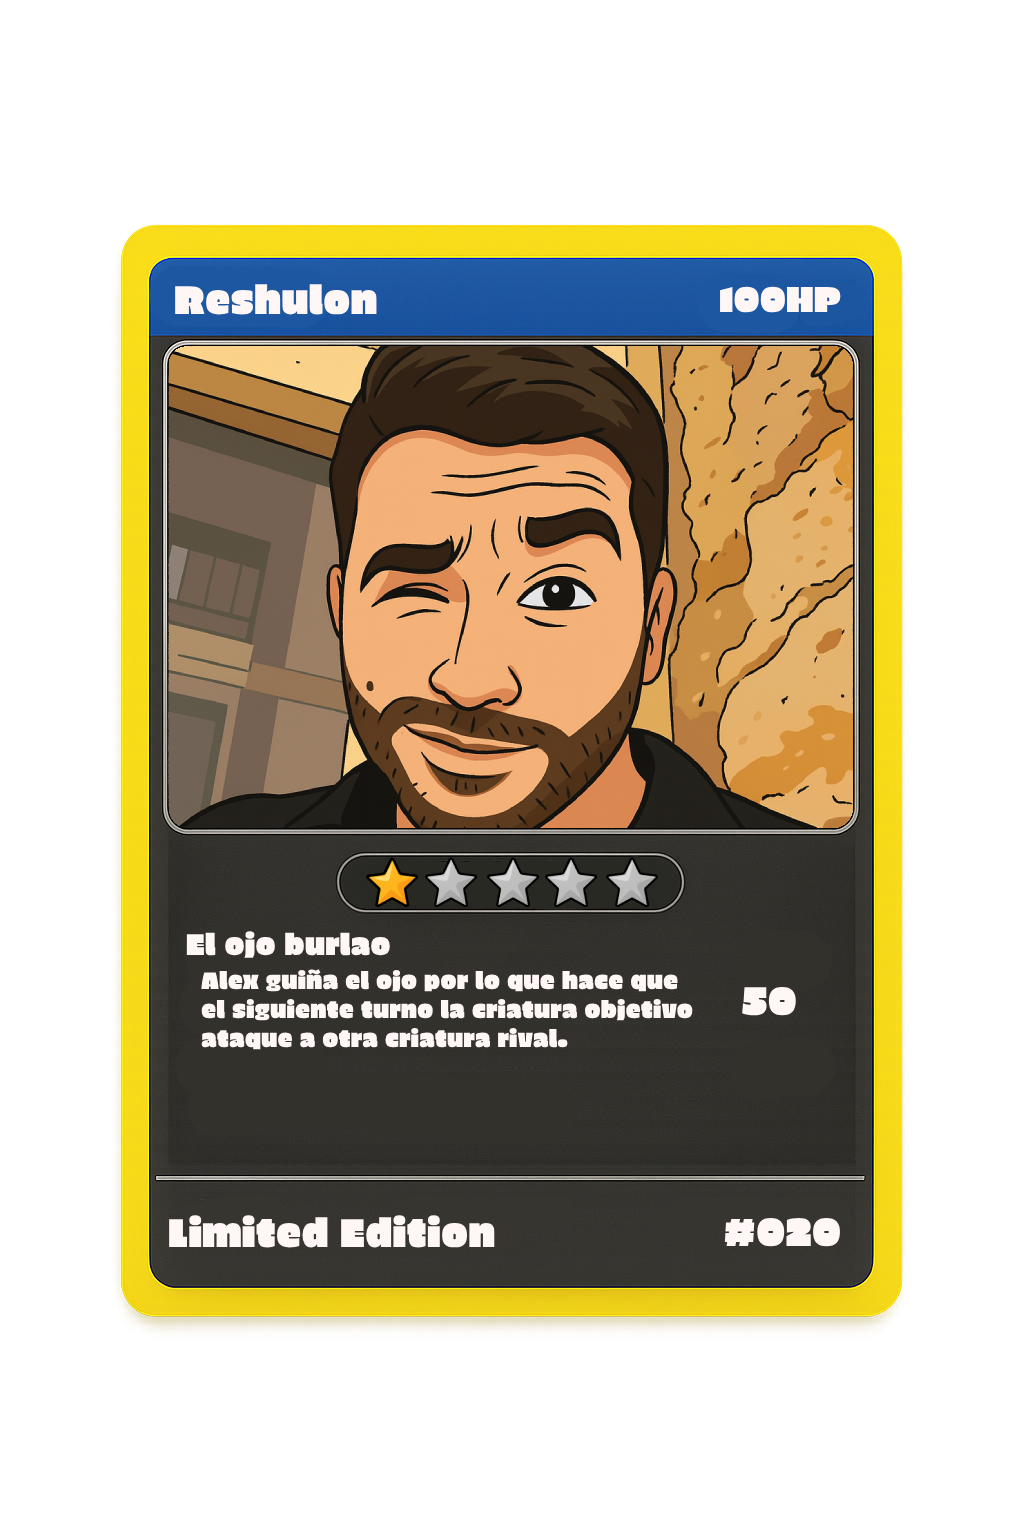 Reshulon 100HP
El ojo burlao
Alex guiña el ojo por lo que hace que
el siguiente turno la criatura objetivo
ataque a otra criatura rival.
50
Limited Edition #020